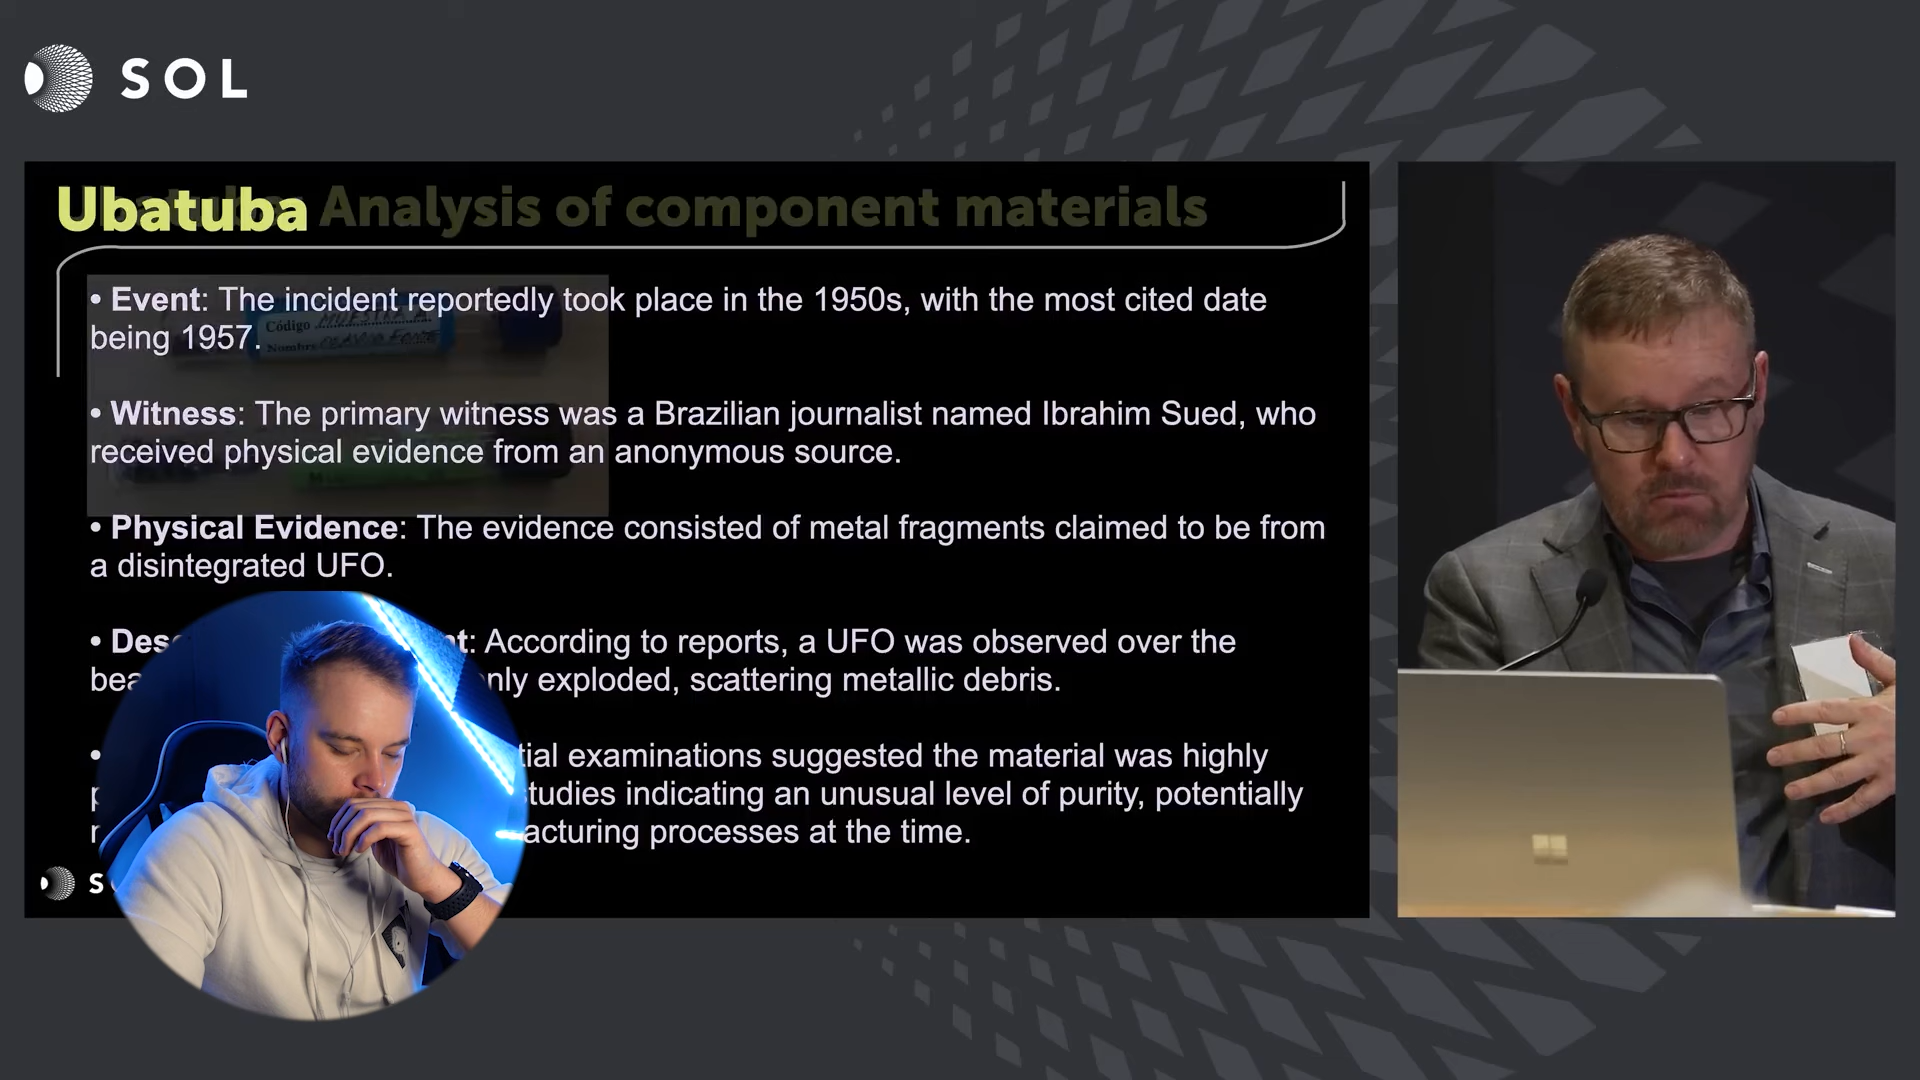 SOL
Ubatuba
Analysis of component materials
• Event: The incident reportedly took place in the 1950s, with the most cited date
being 1957.
Código MUESTRA A
Nombre
• Witness: The primary witness was a Brazilian journalist named Ibrahim Sued, who
received physical evidence from an anonymous source.
• Physical Evidence: The evidence consisted of metal fragments claimed to be from
a disintegrated UFO.
According to reports, a UFO was observed over the
exploded, scattering metallic debris.
examinations suggested the material was highly
studies indicating an unusual level of purity, potentially
processes at the time.